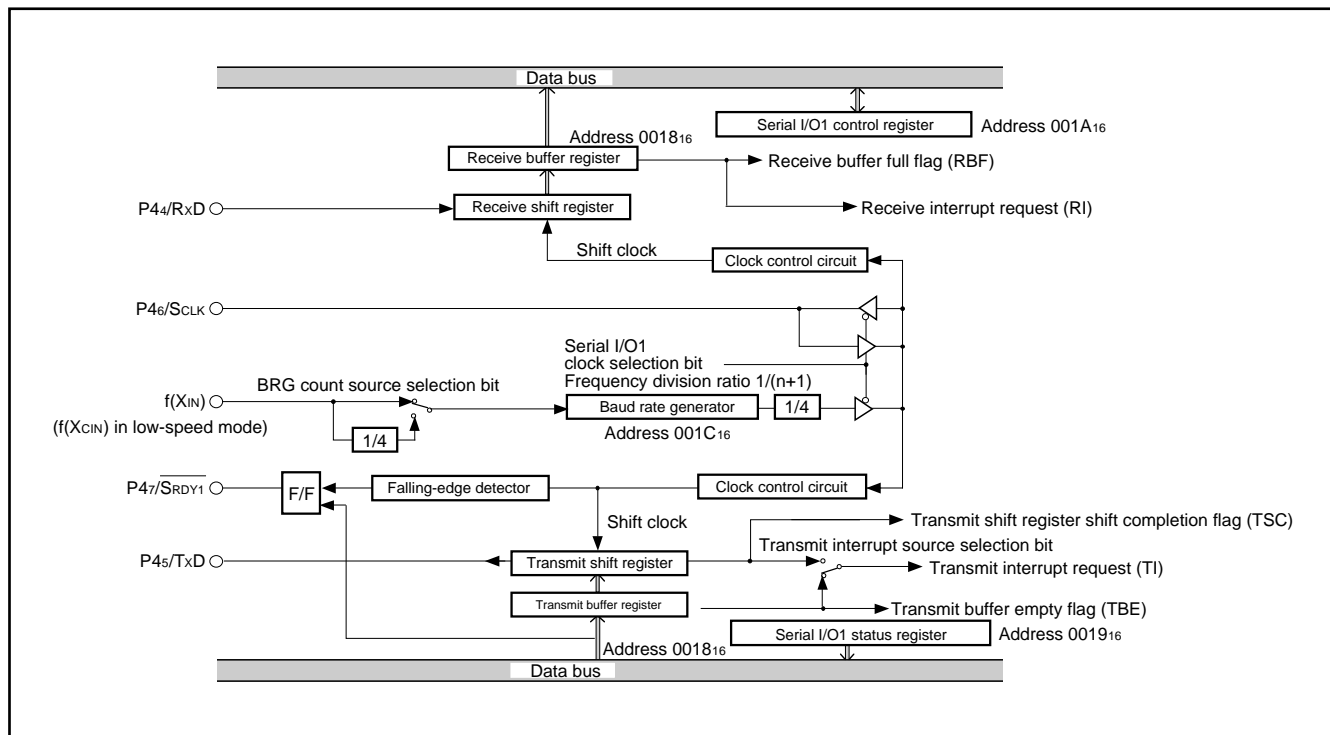 Data bus
Serial I/O1 control register
Address 001A16
Address 001816
Receive buffer register
Receive buffer full flag (RBF)
P44/RXD
Receive shift register
Receive interrupt request (RI)
Shift clock
Clock control circuit
P46/SCLK
Serial I/O1
clock selection bit
Frequency division ratio 1/(n+1)
BRG count source selection bit
f(XIN)
Baud rate generator
1/4
(f(XCIN) in low-speed mode)
1/4
Address 001C16
P47/SRDY1
F/F
Falling-edge detector
Clock control circuit
Shift clock
Transmit shift register shift completion flag (TSC)
Transmit interrupt source selection bit
P45/TXD
Transmit shift register
Transmit interrupt request (TI)
Transmit buffer register
Transmit buffer empty flag (TBE)
Serial I/O1 status register
Address 001916
Address 001816
Data bus